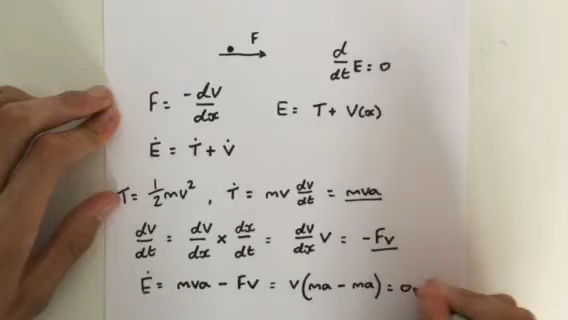 F
d/dt E = 0
F = -dV/dx
E = T + V(x)
Ė = Ṫ + V̇
T = 1/2 mv², Ṫ = mv dv/dt = mva
dV/dt = dV/dx × dx/dt = dV/dx v = -Fv
Ė = mva - Fv = v(ma - ma) = 0